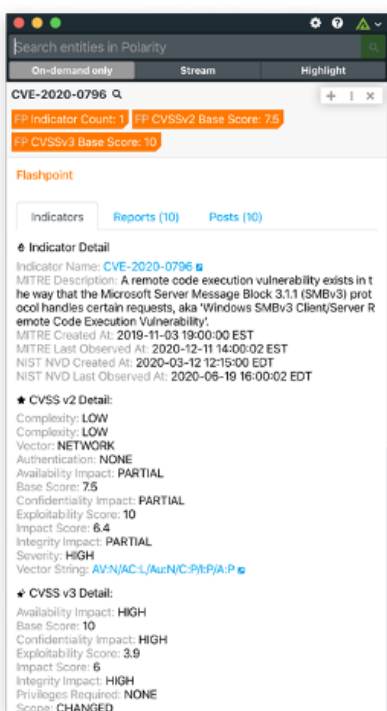 Search entities in Polarity
On-demand only
Stream
Highlight
CVE-2020-0796
FP Indicator Count: 1
FP CVSSv2 Base Score: 7.5
FP CVSSv3 Base Score: 10
Flashpoint
Indicators
Reports (10)
Posts (10)
Indicator Detail
Indicator Name: CVE-2020-0796
MITRE Description: A remote code execution vulnerability exists in t
he way that the Microsoft Server Message Block 3.1.1 (SMBv3) prot
ocol handles certain requests, aka 'Windows SMBv3 Client/Server R
emote Code Execution Vulnerability'.
MITRE Created At: 2019-11-03 19:00:00 EST
MITRE Last Observed At: 2020-12-11 14:00:02 EST
NIST NVD Created At: 2020-03-12 12:15:00 EDT
NIST NVD Last Observed At: 2020-06-19 16:00:02 EDT
CVSS v2 Detail:
Complexity: LOW
Complexity: LOW
Vector: NETWORK
Authentication: NONE
Availability Impact: PARTIAL
Base Score: 7.5
Confidentiality Impact: PARTIAL
Exploitability Score: 10
Impact Score: 6.4
Integrity Impact: PARTIAL
Severity: HIGH
Vector String: AV:N/AC:L/Au:N/C:P/I:P/A:P
CVSS v3 Detail:
Availability Impact: HIGH
Base Score: 10
Confidentiality Impact: HIGH
Exploitability Score: 3.9
Impact Score: 6
Integrity Impact: HIGH
Privileges Required: NONE
Scope: CHANGED